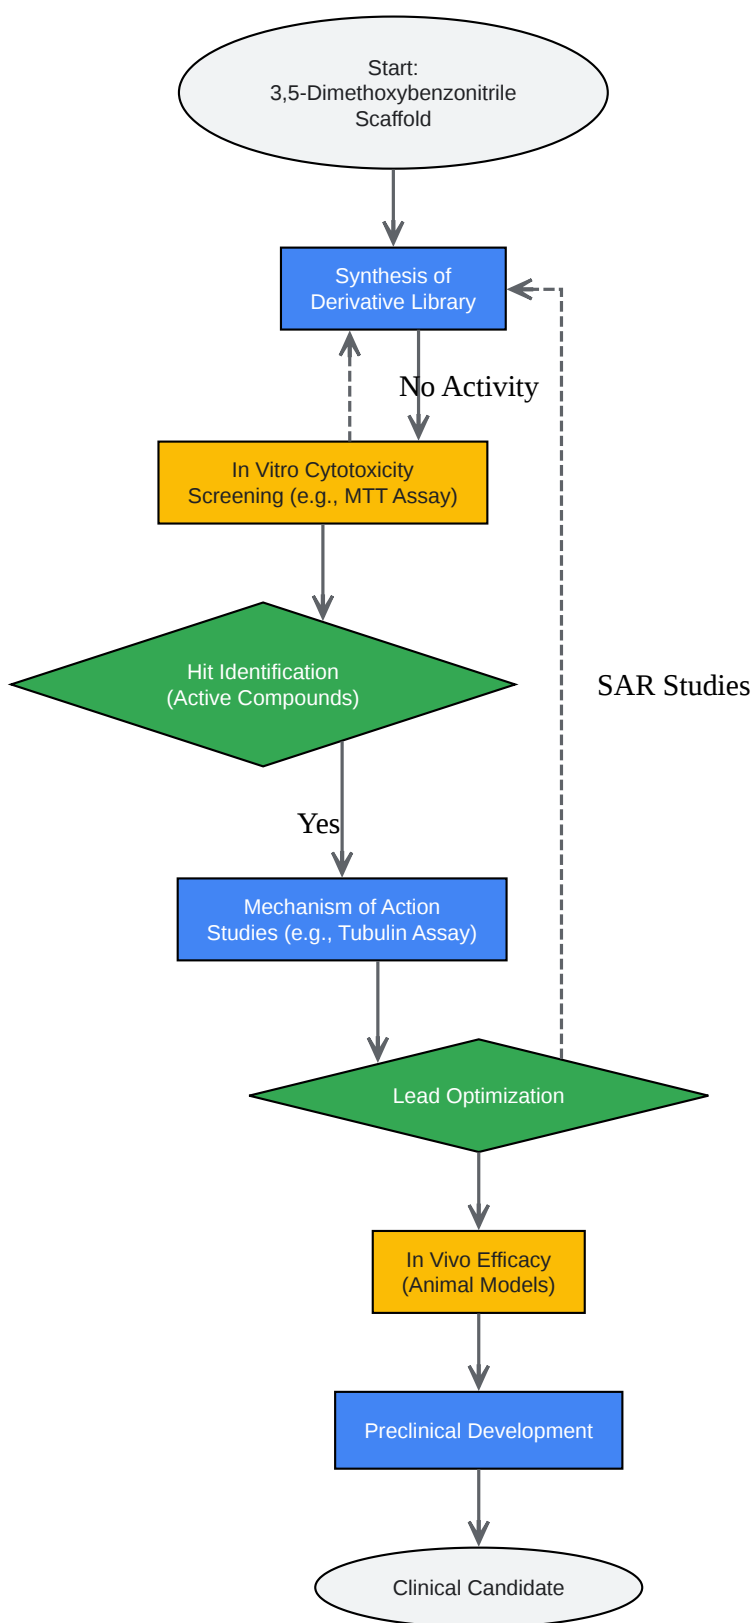 Start:
3,5-Dimethoxybenzonitrile
Scaffold
Synthesis of
Derivative Library
No Activity
In Vitro Cytotoxicity
Screening (e.g., MTT Assay)
Hit Identification
(Active Compounds)
SAR Studies
Yes
Mechanism of Action
Studies (e.g., Tubulin Assay)
Lead Optimization
In Vivo Efficacy
(Animal Models)
Preclinical Development
Clinical Candidate